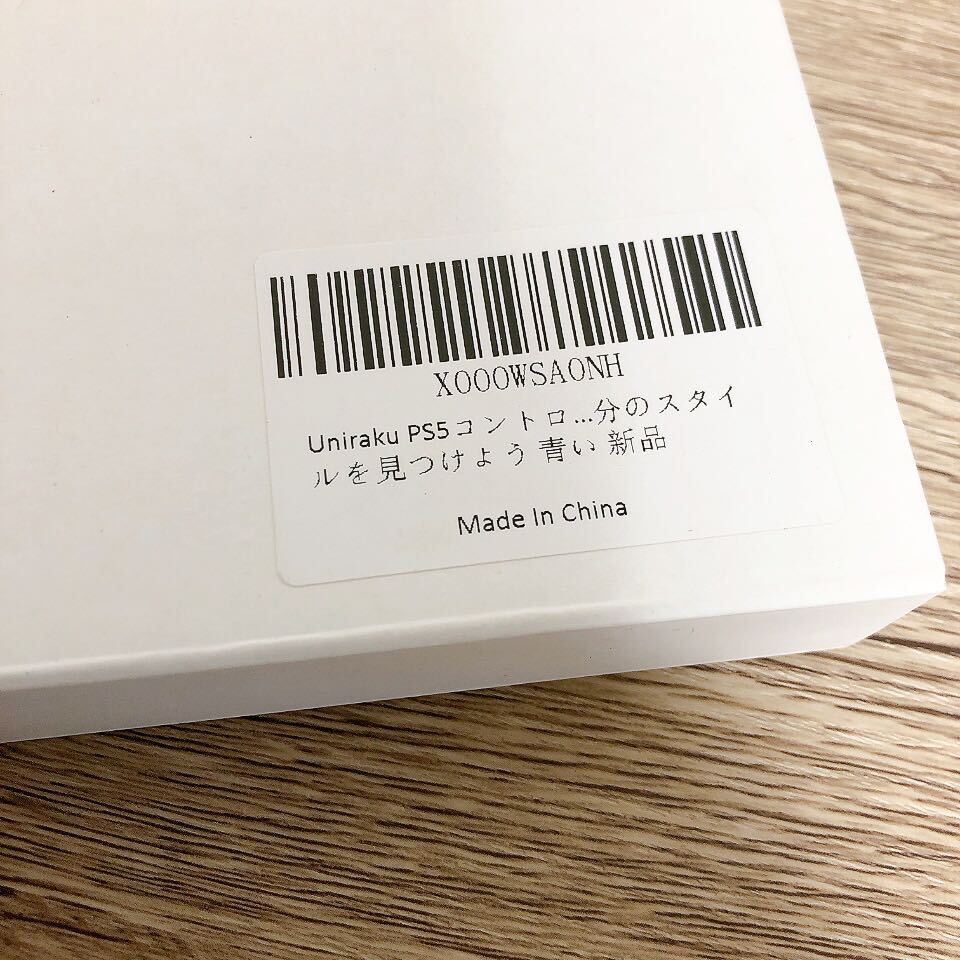 X000WSA0NH
Uniraku PS5コントロ...分のスタイ
ルを見つけよう 青い 新品
Made In China